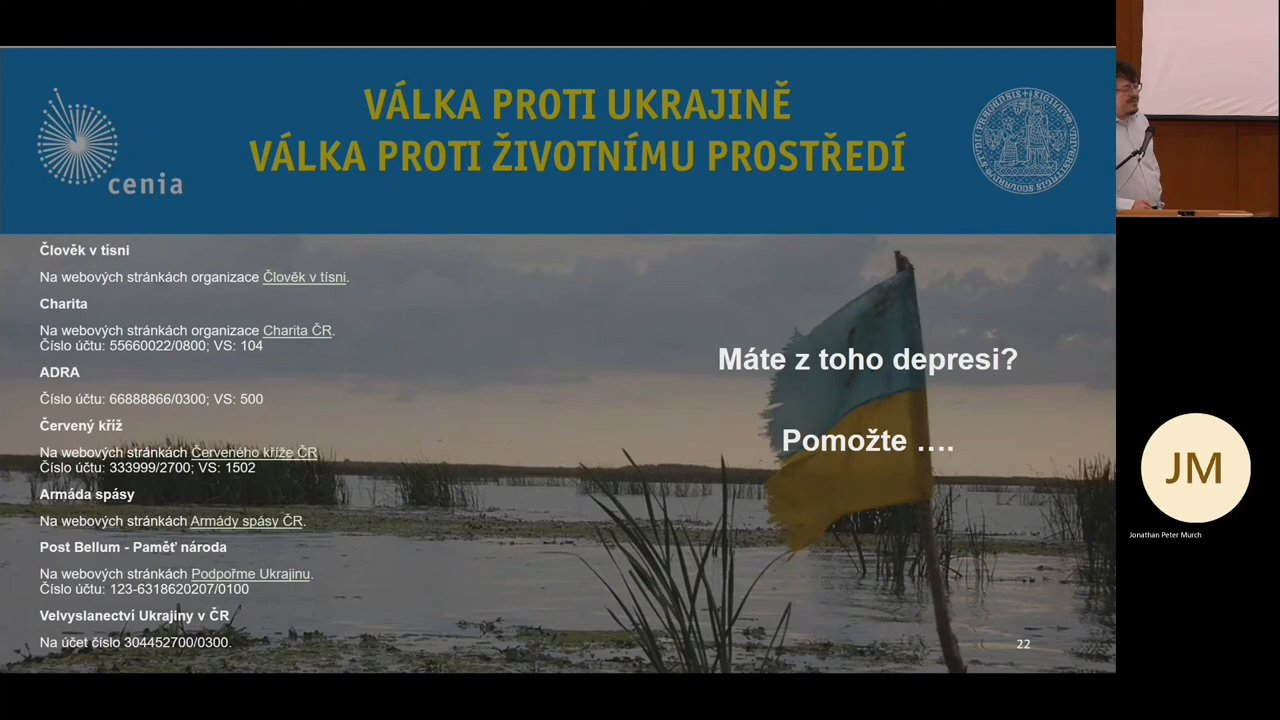 VÁLKA PROTI UKRAJINĚ
VÁLKA PROTI ŽIVOTNÍMU PROSTŘEDÍ
cenia
Člověk v tísni
Na webových stránkách organizace Člověk v tísni.
Charita
Na webových stránkách organizace Charita ČR.
Číslo účtu: 55660022/0800; VS: 104
ADRA
Číslo účtu: 66888866/0300; VS: 500
Červený kříž
Na webových stránkách Červeného kříže ČR
Číslo účtu: 333999/2700; VS: 1502
Armáda spásy
Na webových stránkách Armády spásy ČR.
Post Bellum - Paměť národa
Na webových stránkách Podpořme Ukrajinu.
Číslo účtu: 123-6318620207/0100
Velvyslanectví Ukrajiny v ČR
Na účet číslo 304452700/0300.
Máte z toho depresi?
Pomožte ....
22
JM
Jonathan Peter Murch